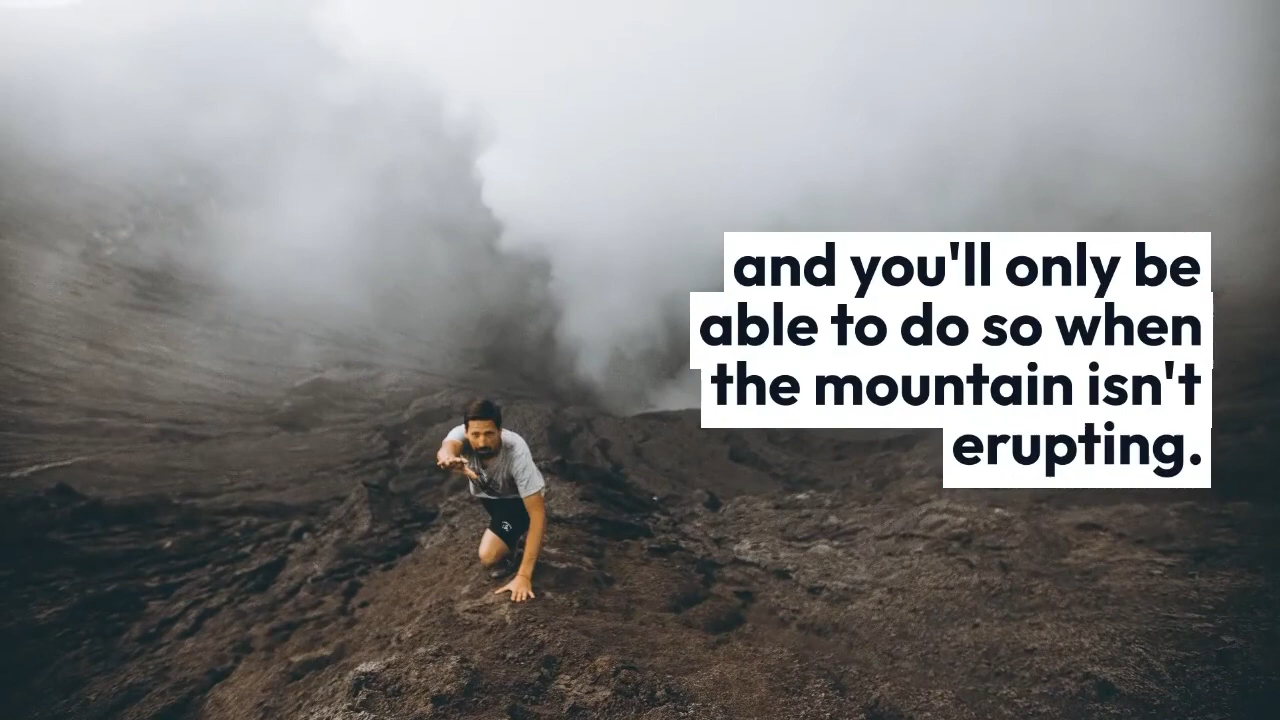 and you'll only be
able to do so when
the mountain isn't
erupting.